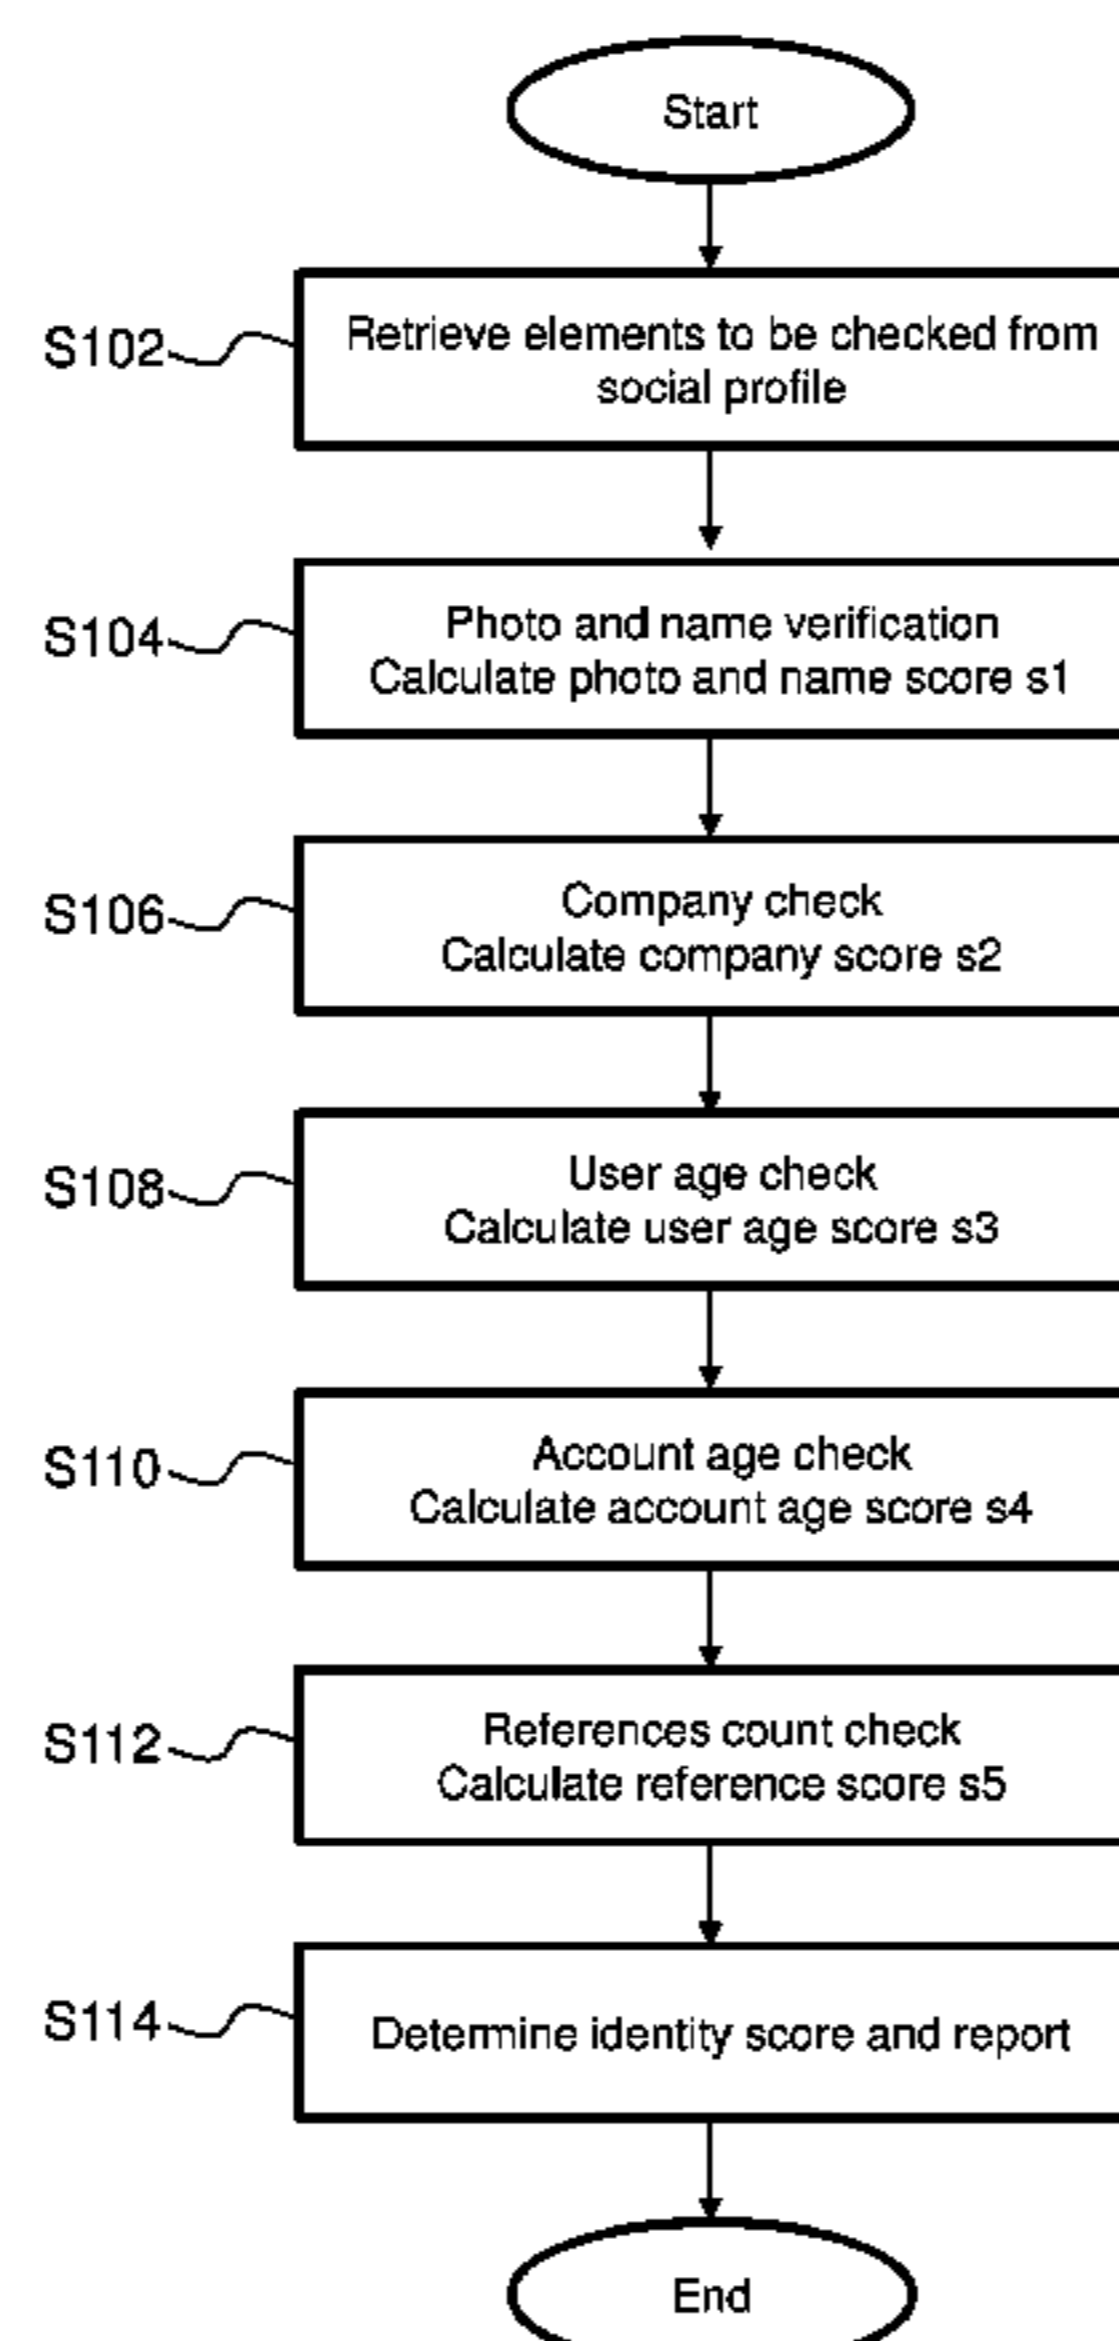 Start
S102
Retrieve elements to be checked from
social profile
S104
Photo and name verification
Calculate photo and name score s1
S106
Company check
Calculate company score s2
S108
User age check
Calculate user age score s3
S110
Account age check
Calculate account age score s4
S112
References count check
Calculate reference score s5
S114
Determine identity score and report
End